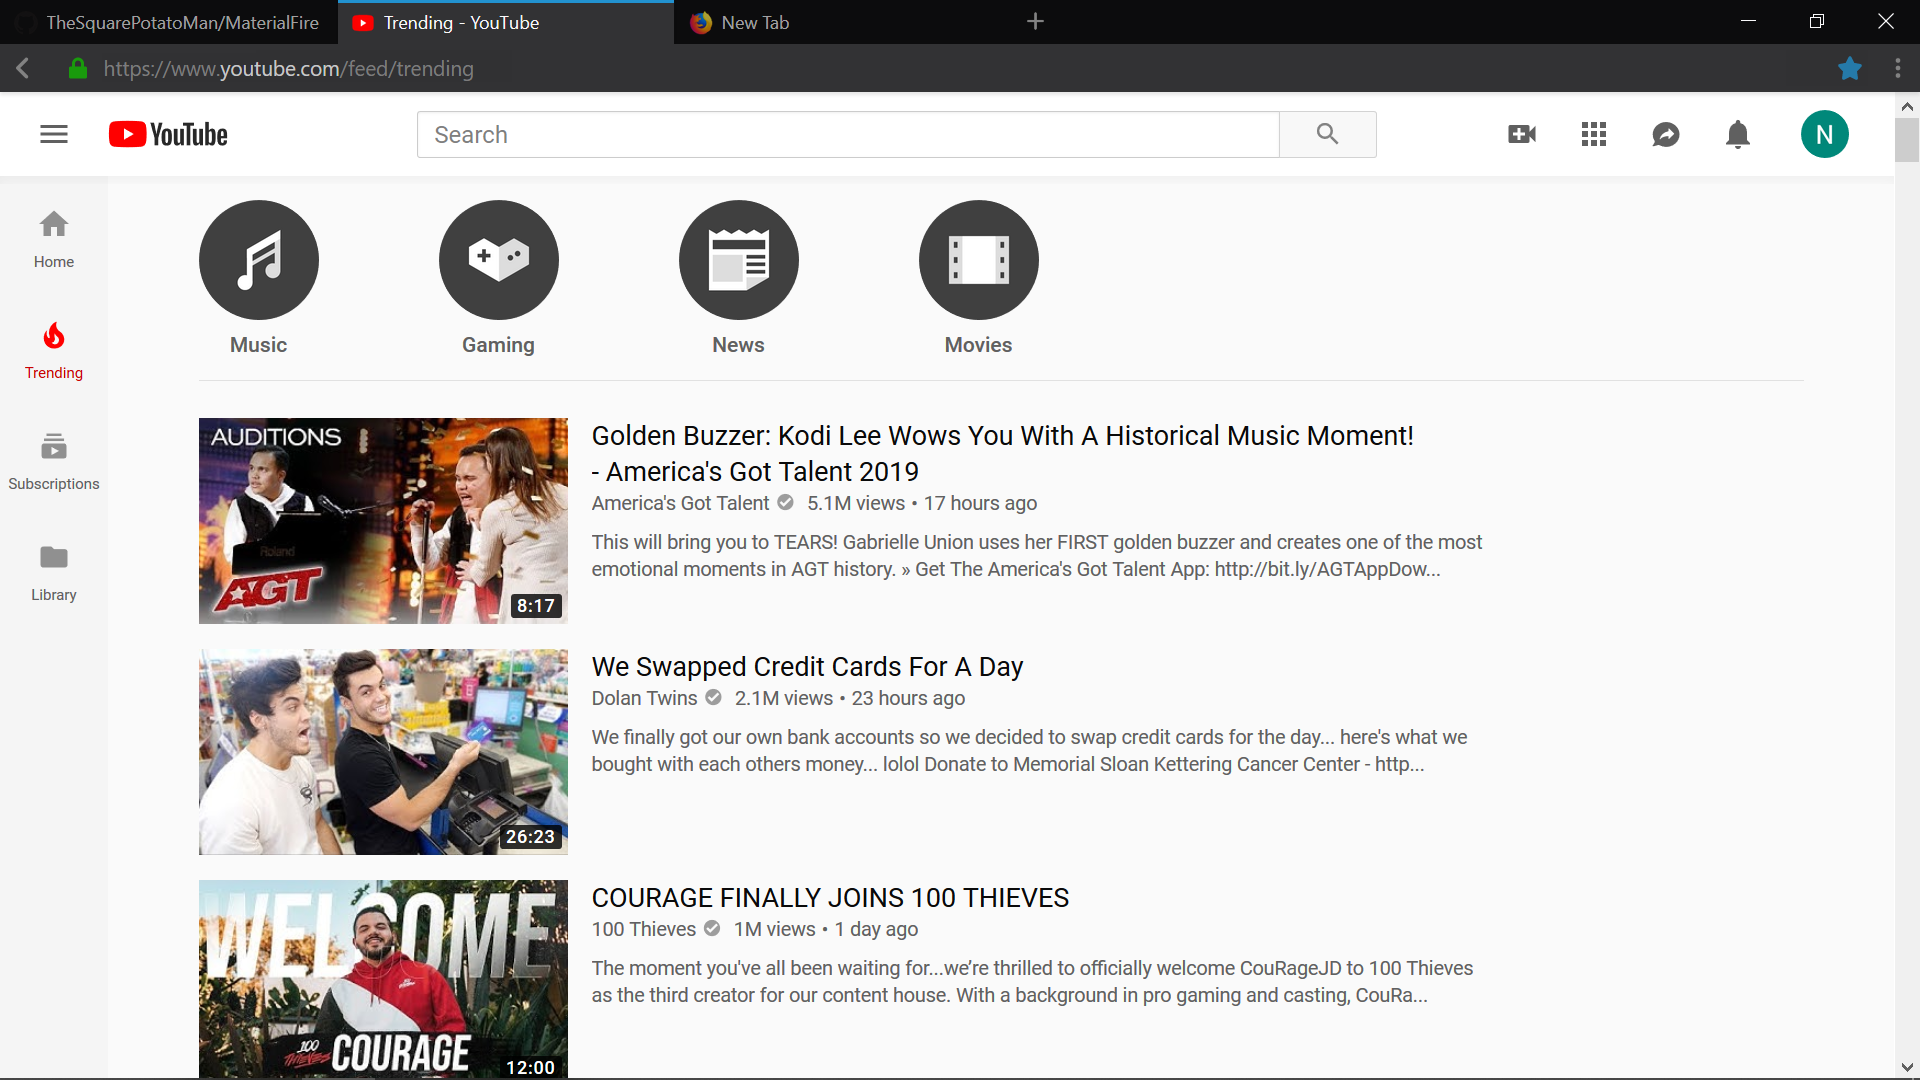 TheSquarePotatoMan/MaterialFire
Trending - YouTube
New Tab
https://www.youtube.com/feed/trending
YouTube
Search
N
Home
Trending
Subscriptions
Library
Music
Gaming
News
Movies
AUDITIONS
Roland
AGT
8:17
Golden Buzzer: Kodi Lee Wows You With A Historical Music Moment!
- America's Got Talent 2019
America's Got Talent 5.1M views • 17 hours ago
This will bring you to TEARS! Gabrielle Union uses her FIRST golden buzzer and creates one of the most
emotional moments in AGT history. » Get The America's Got Talent App: http://bit.ly/AGTAppDow...
26:23
We Swapped Credit Cards For A Day
Dolan Twins 2.1M views • 23 hours ago
We finally got our own bank accounts so we decided to swap credit cards for the day... here's what we
bought with each others money... lolol Donate to Memorial Sloan Kettering Cancer Center - http...
WELCOME
100 THIEVES COURAGE
12:00
COURAGE FINALLY JOINS 100 THIEVES
100 Thieves 1M views • 1 day ago
The moment you've all been waiting for...we’re thrilled to officially welcome CouRageJD to 100 Thieves
as the third creator for our content house. With a background in pro gaming and casting, CouRa...